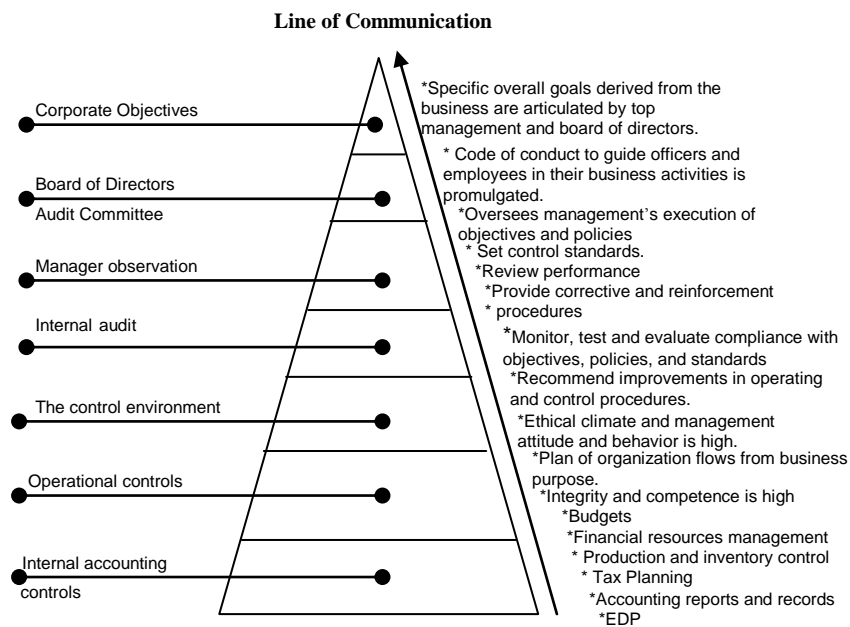 Line of Communication
Corporate Objectives
Board of Directors
Audit Committee
Manager observation
Internal audit
The control environment
Operational controls
Internal accounting
controls
*Specific overall goals derived from the
business are articulated by top
management and board of directors.
* Code of conduct to guide officers and
employees in their business activities is
promulgated.
*Oversees management's execution of
objectives and policies
* Set control standards.
*Review performance
*Provide corrective and reinforcement
* procedures
*Monitor, test and evaluate compliance with
objectives, policies, and standards
*Recommend improvements in operating
and control procedures.
*Ethical climate and management
attitude and behavior is high.
*Plan of organization flows from business
purpose.
*Integrity and competence is high
*Budgets
*Financial resources management
* Production and inventory control
* Tax Planning
*Accounting reports and records
*EDP